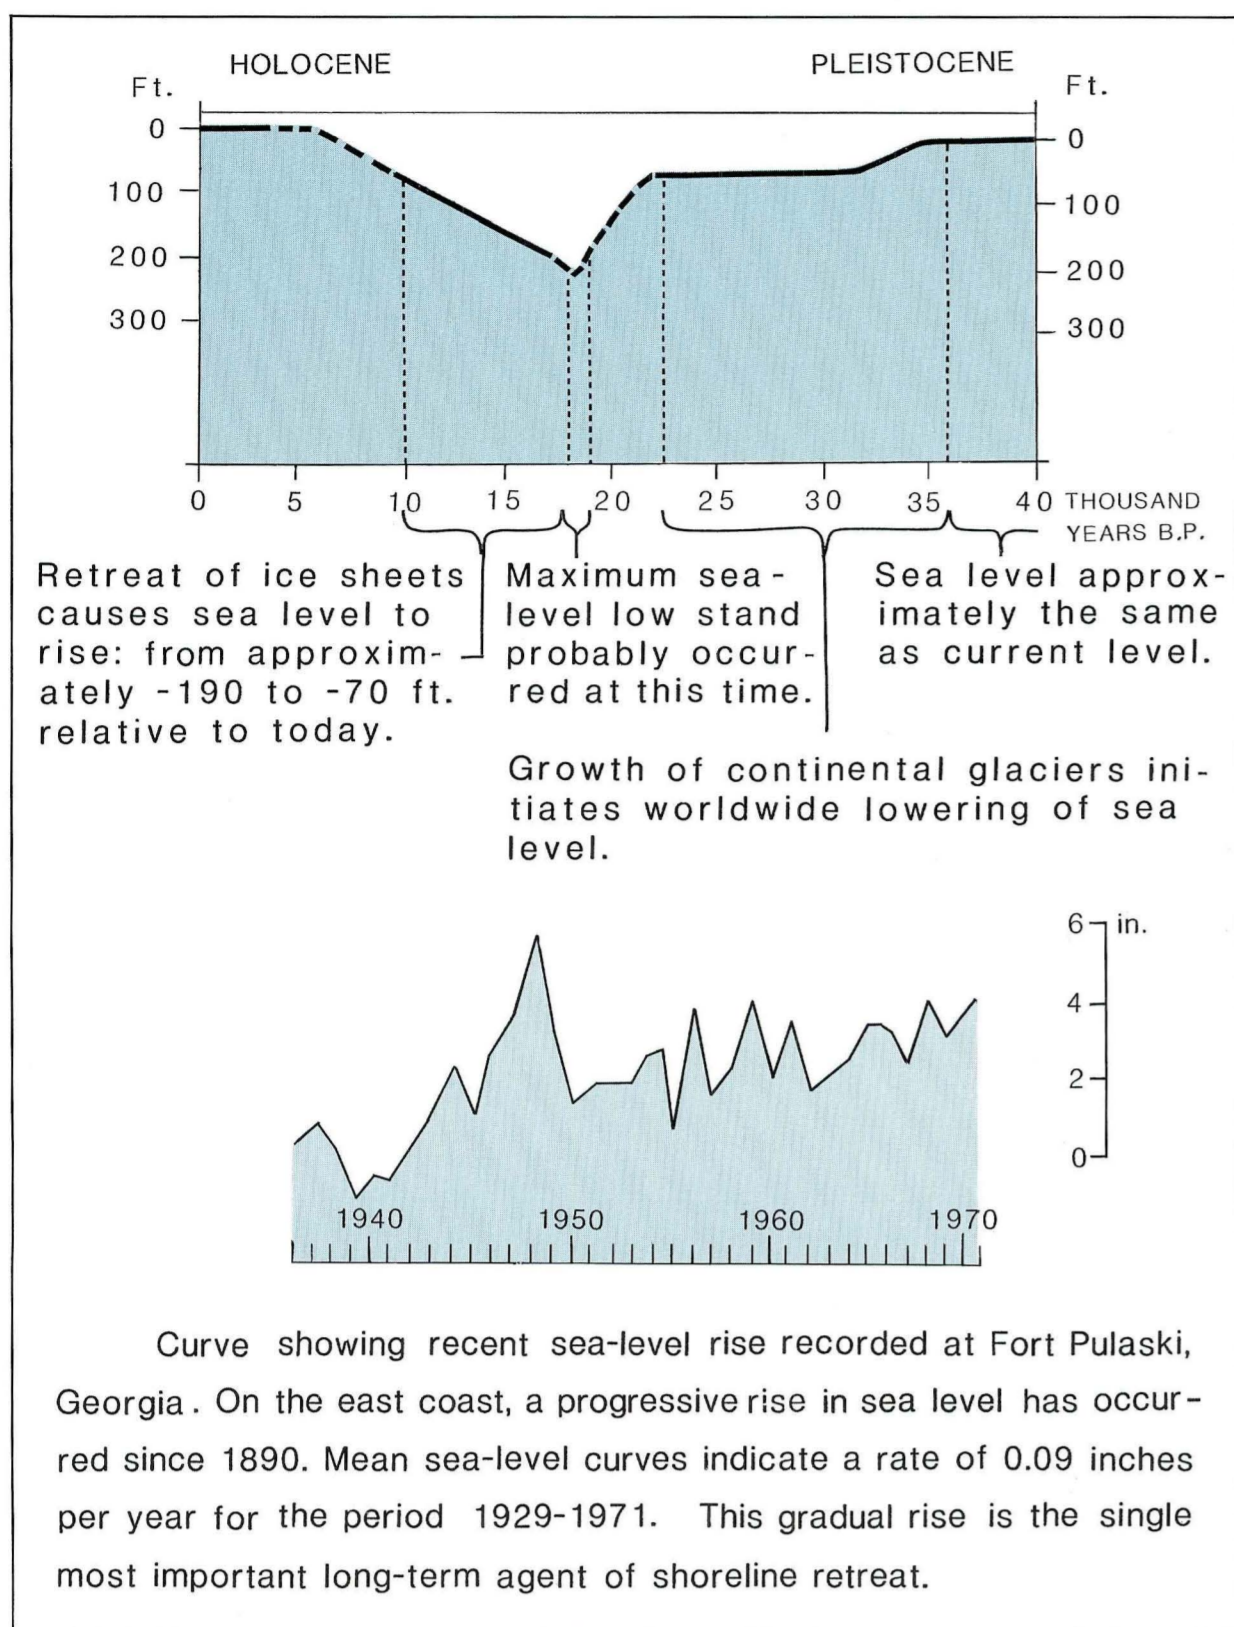 HOLOCENE PLEISTOCENE
Ft. Ft.
0 0
100 100
200 200
300 300
0 5 10 15 20 25 30 35 40 THOUSAND
YEARS B.P.
Retreat of ice sheets
causes sea level to
rise: from approxim-
ately -190 to -70 ft.
relative to today.
Maximum sea-
level low stand
probably occur-
red at this time.
Sea level approx-
imately the same
as current level.
Growth of continental glaciers ini-
tiates worldwide lowering of sea
level.
6 in.
4
2
0
1940 1950 1960 1970
Curve showing recent sea-level rise recorded at Fort Pulaski,
Georgia. On the east coast, a progressive rise in sea level has occur-
red since 1890. Mean sea-level curves indicate a rate of 0.09 inches
per year for the period 1929-1971. This gradual rise is the single
most important long-term agent of shoreline retreat.